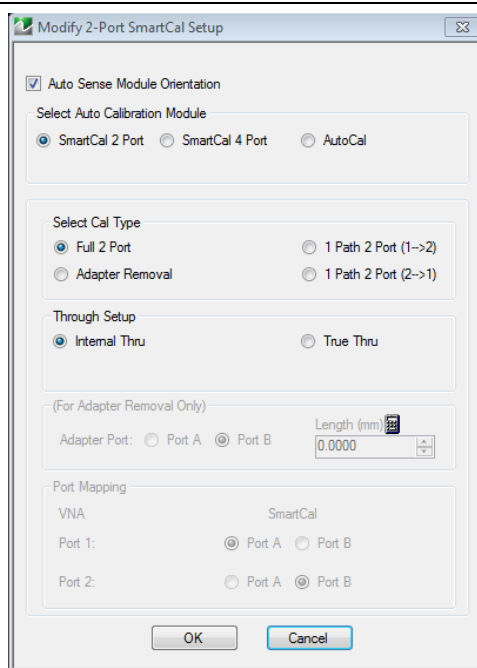 Modify 2-Port SmartCal Setup
Auto Sense Module Orientation
Select Auto Calibration Module
SmartCal 2 Port SmartCal 4 Port AutoCal
Select Cal Type
Full 2 Port 1 Path 2 Port (1-->2)
Adapter Removal 1 Path 2 Port (2-->1)
Through Setup
Internal Thru True Thru
(For Adapter Removal Only)
Length (mm)
Adapter Port: Port A Port B 0.0000
Port Mapping
VNA SmartCal
Port 1: Port A Port B
Port 2: Port A Port B
OK Cancel